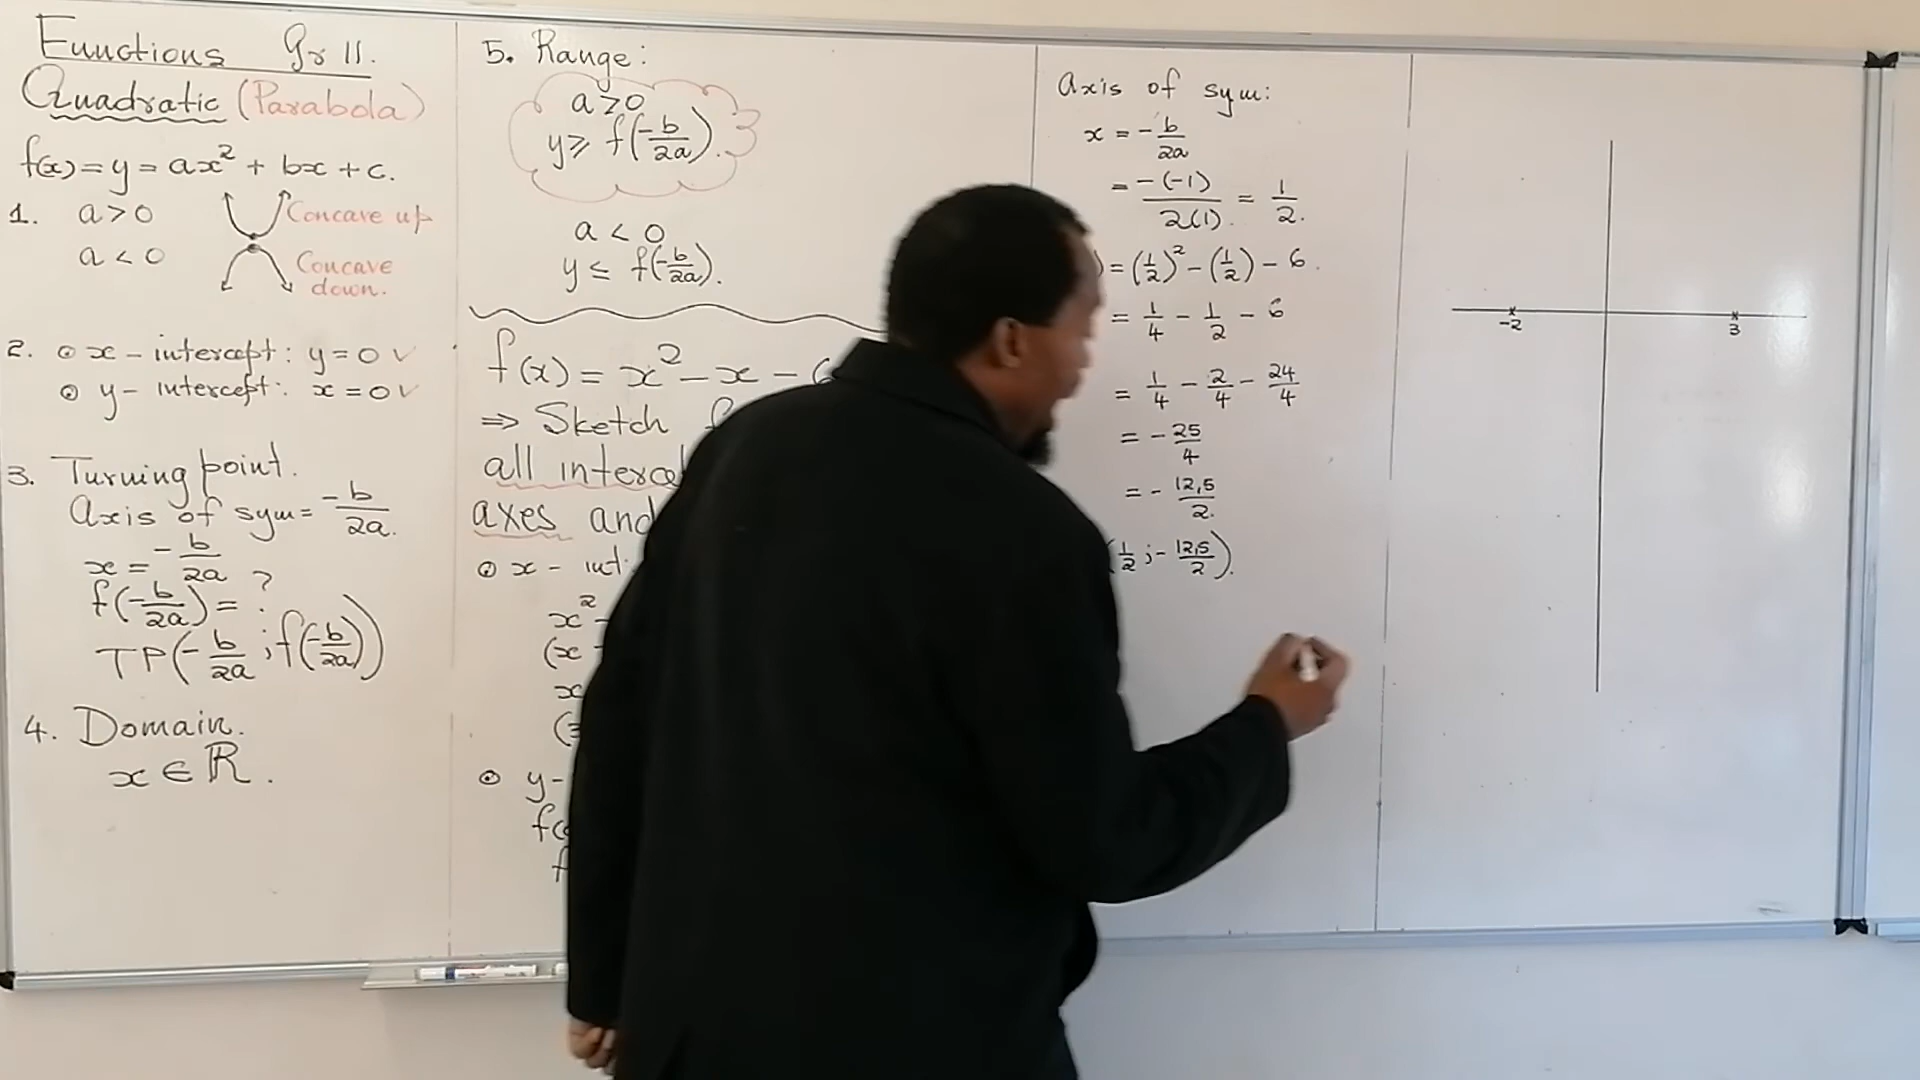 Functions Gr 11.
Quadratic (Parabola)
f(x) = y = ax² + bx + c.
1. a > 0
Concave up
a < 0
Concave down.
2. ⊙ x - intercept: y = 0 ✓
⊙ y - intercept: x = 0 ✓
3. Turning point.
Axis of sym = -b/2a.
x = -b/2a
f(-b/2a) = ?
TP(-b/2a ; f(-b/2a))
4. Domain.
x ∈ ℝ.
5. Range:
a > 0
y ≥ f(-b/2a).
a < 0
y ≤ f(-b/2a).
f(x) = x² - x - 6
⇒ Sketch f
all
axes and
⊙ x - int:
x² -
(x
x
⊙ y-
Axis of sym:
x = -b/2a
= -(-1)/2(1) = 1/2.
) = (1/2)² - (1/2) - 6.
= 1/4 - 1/2 - 6
= 1/4 - 2/4 - 24/4
= -25/4
= -12,5/2.
(1/2 ; -12,5/2).
-2
3